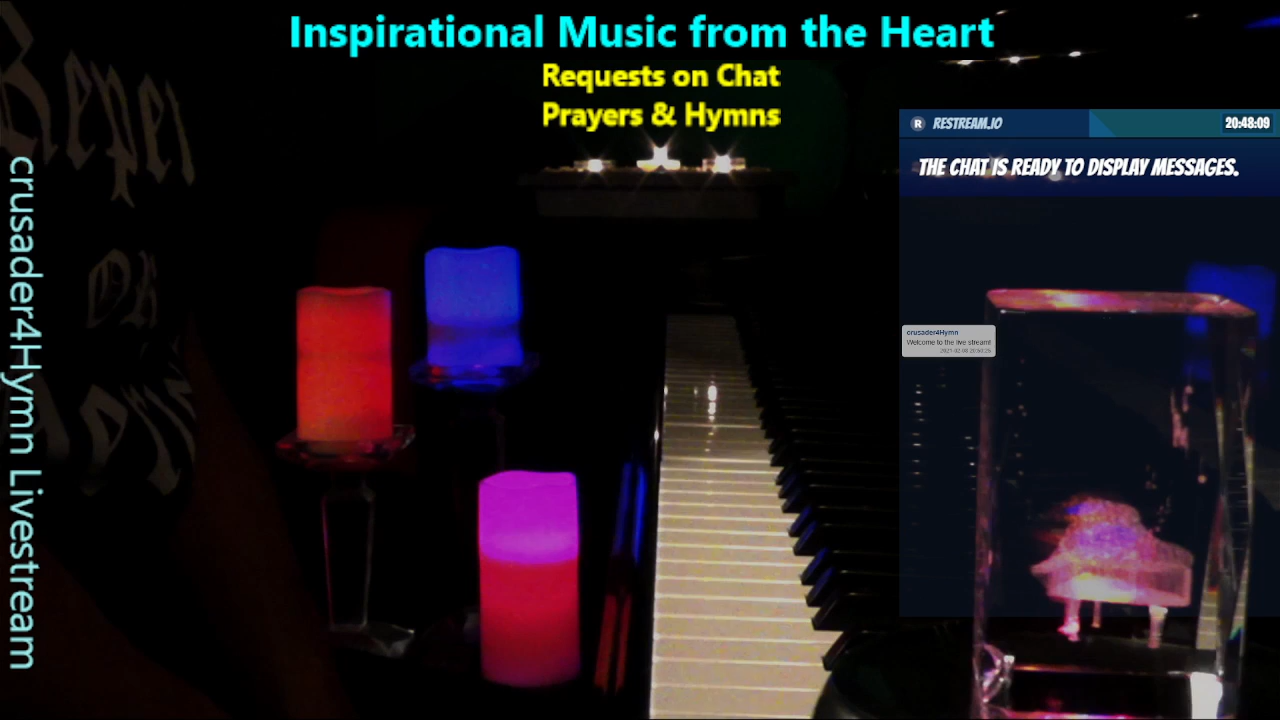 Inspirational Music from the Heart
Requests on Chat
Prayers & Hymns
R RESTREAM.IO 20:48:09
THE CHAT IS READY TO DISPLAY MESSAGES.
crusader4Hymn
Welcome to the live stream!
crusader4Hymn Livestream
OR